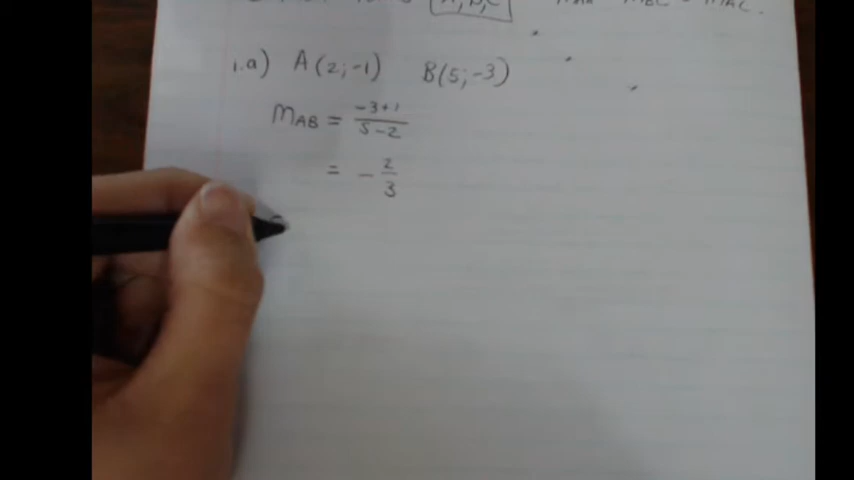 A, B, C
1.a) A(2;-1) B(5;-3)
MAB = -3+1 / 5-2
= - 2/3